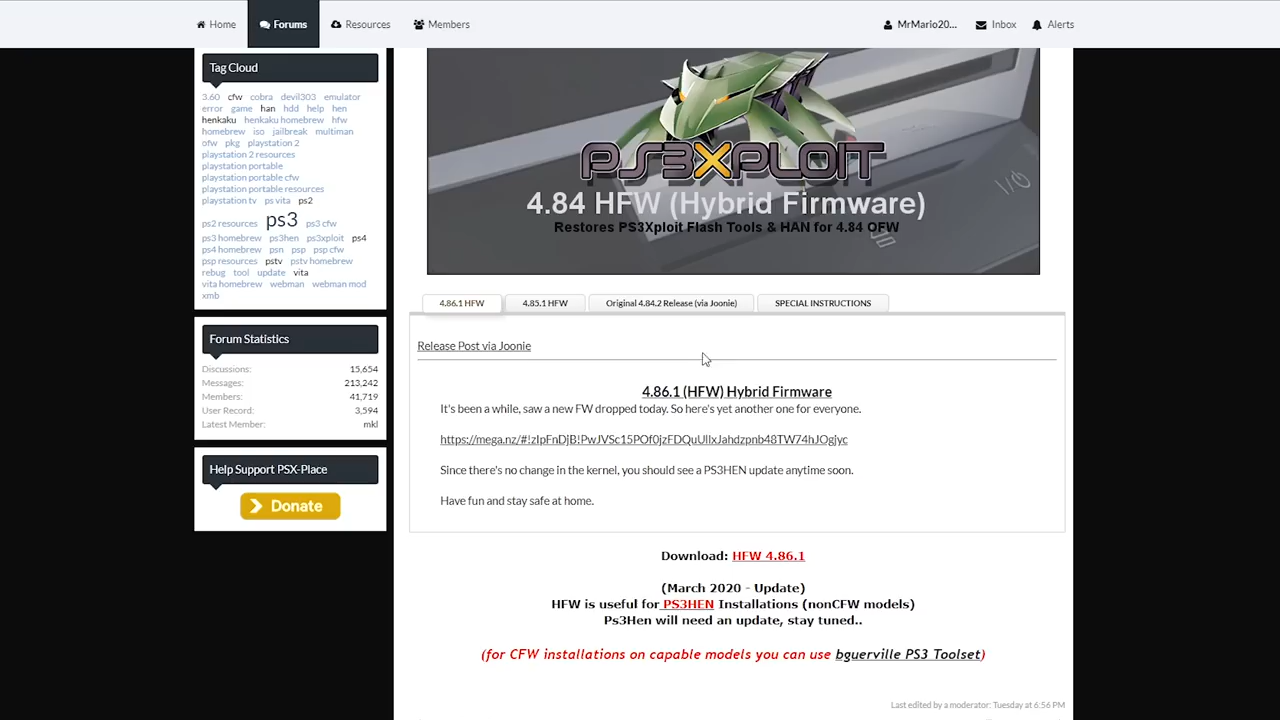 Home Forums Resources Members MrMario20... Inbox Alerts
Tag Cloud
3.60 cfw cobra devil303 emulator
error game han hdd help hen
henkaku henkaku homebrew hfw
homebrew iso jailbreak multiman
ofw pkg playstation 2
playstation 2 resources
playstation portable
playstation portable cfw
playstation portable resources
playstation tv ps vita ps2
ps2 resources ps3 ps3 cfw
ps3 homebrew ps3hen ps3xploit ps4
ps4 homebrew psn psp psp cfw
psp resources pstv pstv homebrew
rebug tool update vita
vita homebrew webman webman mod
xmb
Forum Statistics
Discussions: 15,654
Messages: 213,242
Members: 41,719
User Record: 3,594
Latest Member: mkl
Help Support PSX-Place
Donate
PS3XPLOIT
4.84 HFW (Hybrid Firmware)
Restores PS3Xploit Flash Tools & HAN for 4.84 OFW
4.86.1 HFW 4.85.1 HFW Original 4.84.2 Release (via Joonie) SPECIAL INSTRUCTIONS
Release Post via Joonie
4.86.1 (HFW) Hybrid Firmware
It's been a while, saw a new FW dropped today. So here's yet another one for everyone.
https://mega.nz/#!zIpFnDjB!PwJVSc15POf0jzFDQuUllxJahdzpnb48TW74hJOgjyc
Since there's no change in the kernel, you should see a PS3HEN update anytime soon.
Have fun and stay safe at home.
Download: HFW 4.86.1
(March 2020 - Update)
HFW is useful for PS3HEN Installations (nonCFW models)
Ps3Hen will need an update, stay tuned..
(for CFW installations on capable models you can use bguerville PS3 Toolset)
Last edited by a moderator: Tuesday at 6:56 PM